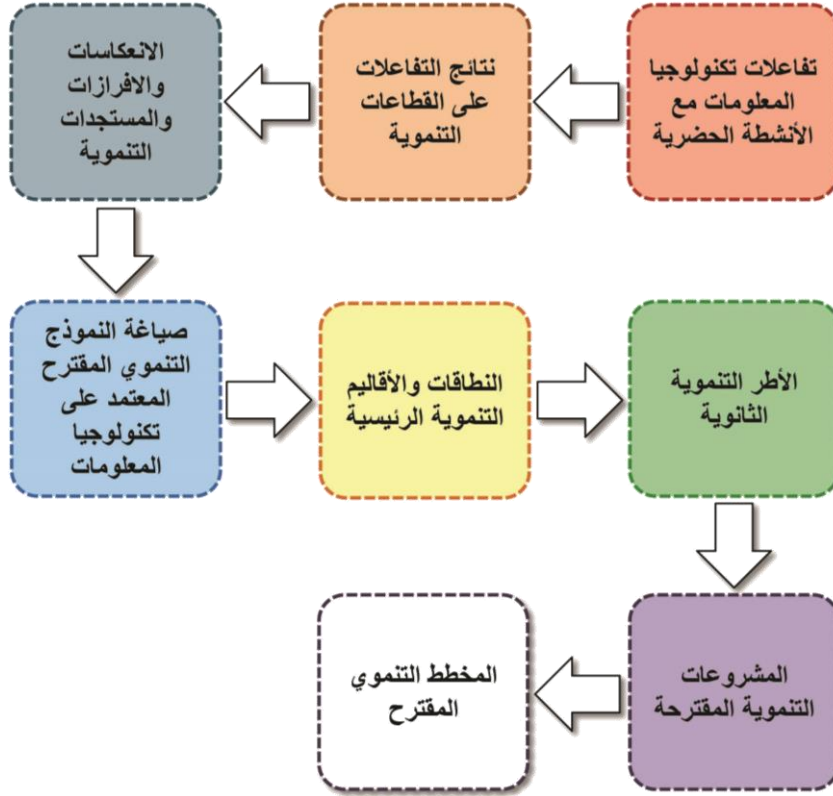 تفاعلات تكنولوجيا
المعلومات مع
الأنشطة الحضرية
نتائج التفاعلات
على القطاعات
التنموية
الانعكاسات
والافرازات
والمستجدات
التنموية
صياغة النموذج
التنموي المقترح
المعتمد على
تكنولوجيا
المعلومات
النطاقات والأقاليم
التنموية الرئيسية
الأطر التنموية
الثانوية
المشروعات
التنموية المقترحة
المخطط التنموي
المقترح